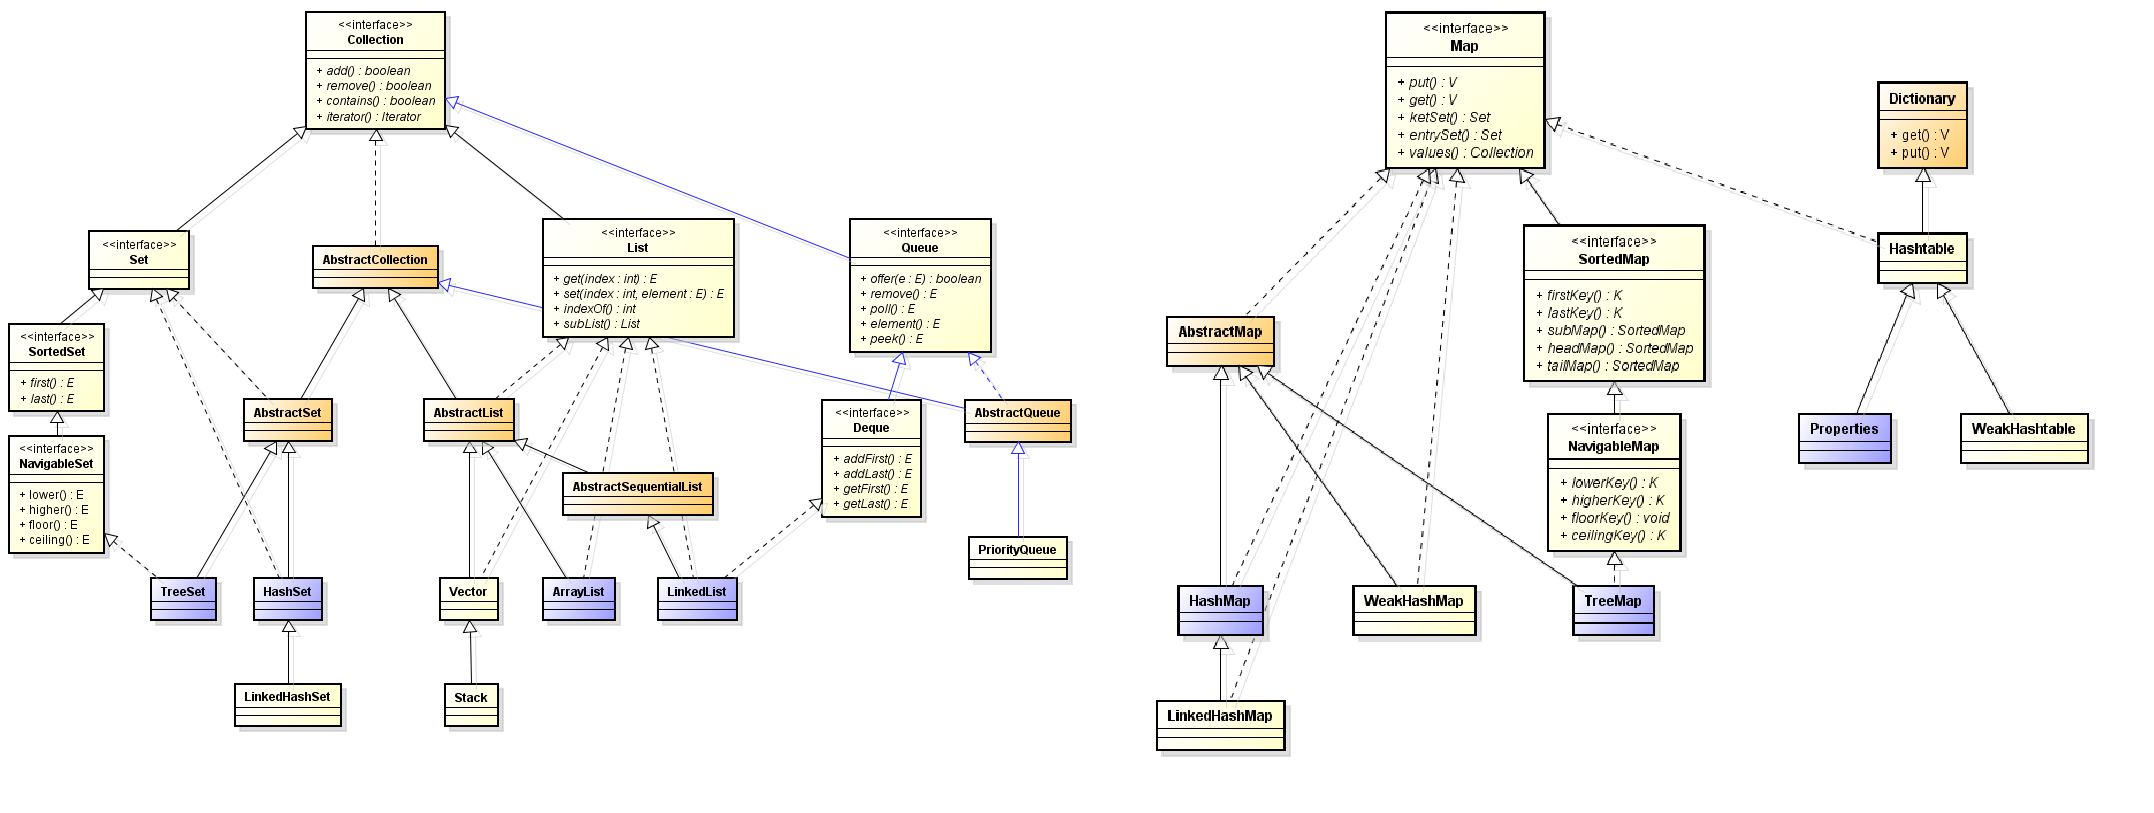 <<interface>>
Collection
+ add() : boolean
+ remove() : boolean
+ contains() : boolean
+ iterator() : Iterator
<<interface>>
Set
AbstractCollection
<<interface>>
List
+ get(index : int) : E
+ set(index : int, element : E) : E
+ indexOf() : int
+ subList() : List
<<interface>>
Queue
+ offer(e : E) : boolean
+ remove() : E
+ poll() : E
+ element() : E
+ peek() : E
<<interface>>
SortedSet
+ first() : E
+ last() : E
AbstractSet
AbstractList
<<interface>>
Deque
+ addFirst() : E
+ addLast() : E
+ getFirst() : E
+ getLast() : E
AbstractQueue
<<interface>>
NavigableSet
+ lower() : E
+ higher() : E
+ floor() : E
+ ceiling() : E
AbstractSequentialList
PriorityQueue
TreeSet
HashSet
Vector
ArrayList
LinkedList
LinkedHashSet
Stack
<<interface>>
Map
+ put() : V
+ get() : V
+ ketSet() : Set
+ entrySet() : Set
+ values() : Collection
Dictionary
+ get() : V
+ put() : V
<<interface>>
SortedMap
+ firstKey() : K
+ lastKey() : K
+ subMap() : SortedMap
+ headMap() : SortedMap
+ tailMap() : SortedMap
Hashtable
AbstractMap
<<interface>>
NavigableMap
+ lowerKey() : K
+ higherKey() : K
+ floorKey() : void
+ ceilingKey() : K
Properties
WeakHashtable
HashMap
WeakHashMap
TreeMap
LinkedHashMap